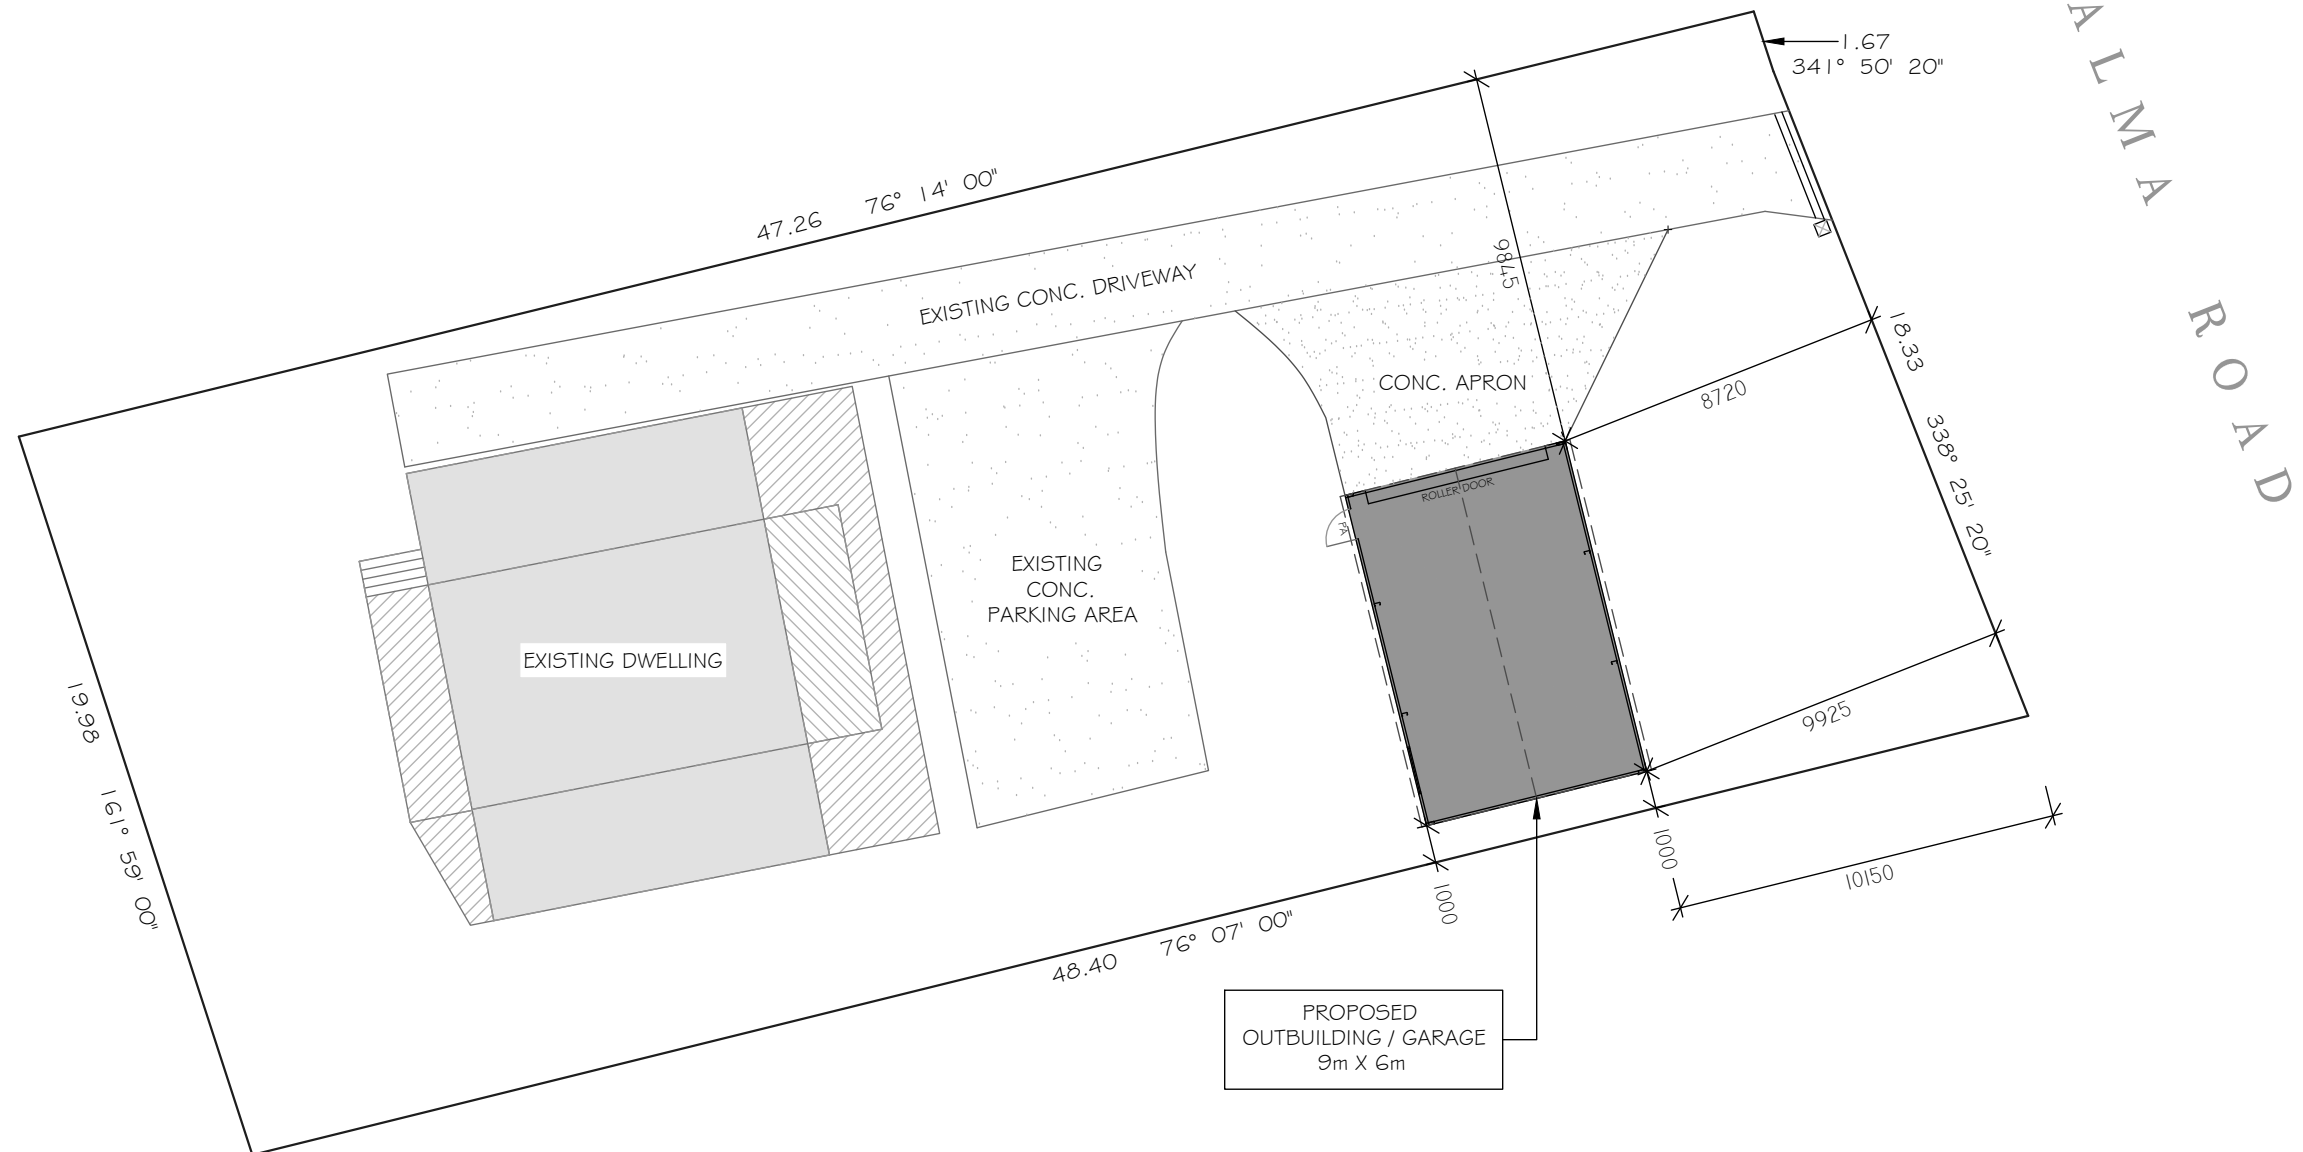 1.67
341° 50' 20"
ALMA ROAD
47.26 76° 14' 00"
EXISTING CONC. DRIVEWAY
9845
18.33 338° 25' 20"
CONC. APRON
8720
ROLLER DOOR
PA
EXISTING
CONC.
PARKING AREA
EXISTING DWELLING
19.98 161° 59' 00"
9925
1000
10150
1000
48.40 76° 07' 00"
PROPOSED
OUTBUILDING / GARAGE
9m X 6m